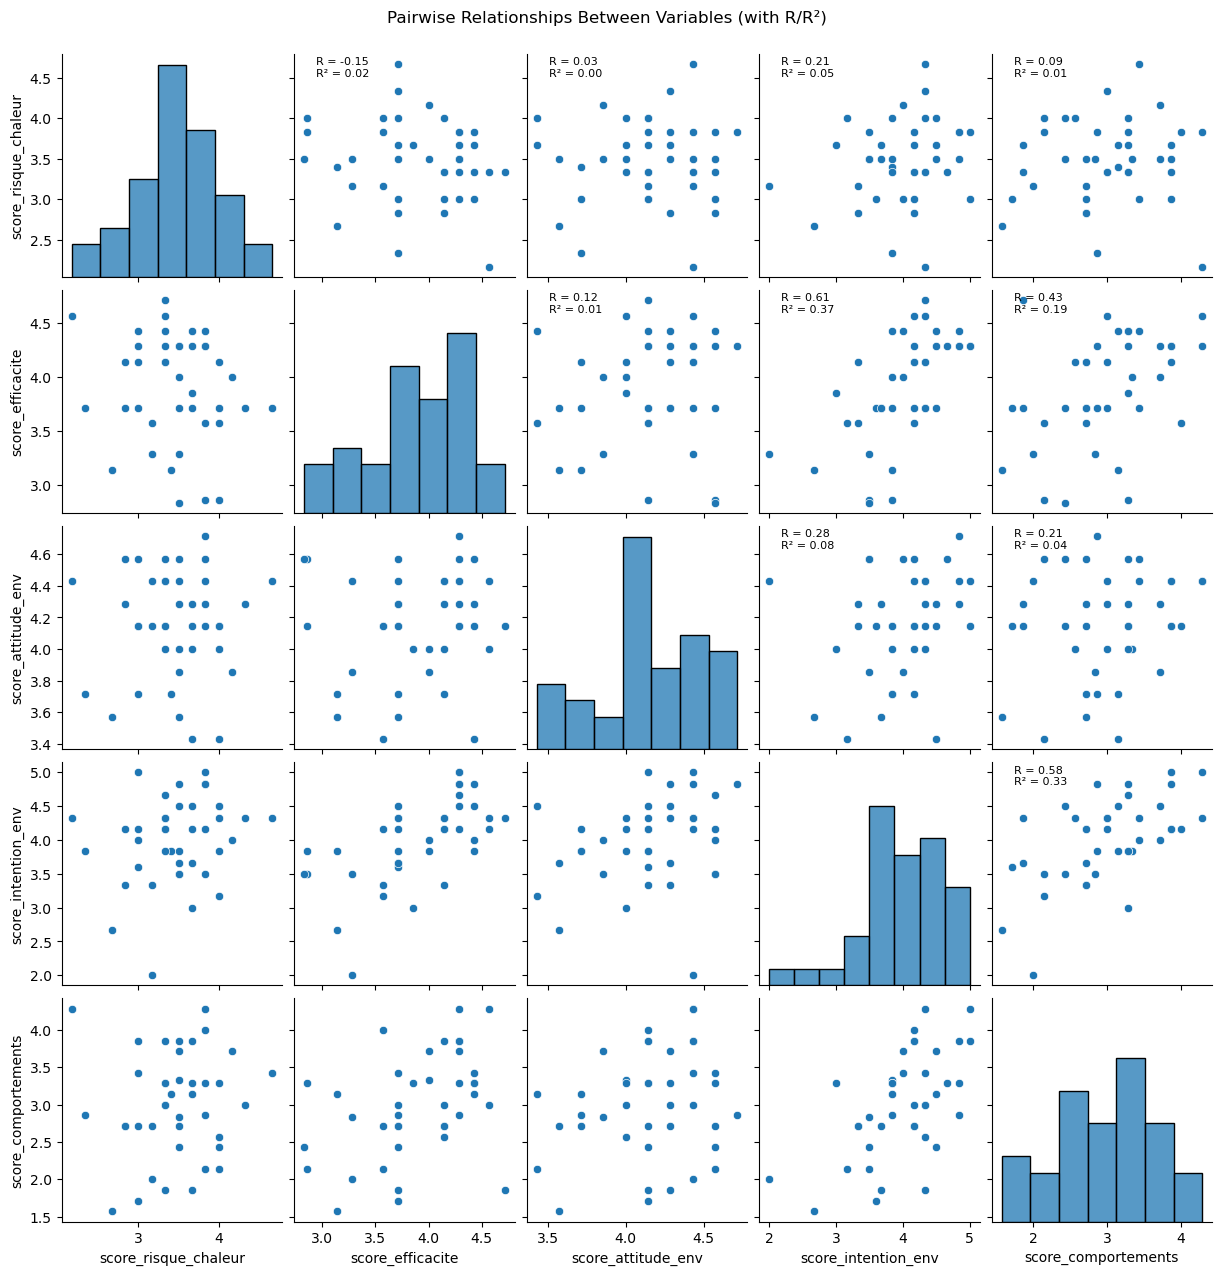 Pairwise Relationships Between Variables (with R/R²)
R = -0.15
R² = 0.02
R = 0.03
R² = 0.00
R = 0.21
R² = 0.05
R = 0.09
R² = 0.01
score_risque_chaleur
4.5
4.0
3.5
3.0
2.5
R = 0.12
R² = 0.01
R = 0.61
R² = 0.37
R = 0.43
R² = 0.19
score_efficacite
4.5
4.0
3.5
3.0
R = 0.28
R² = 0.08
R = 0.21
R² = 0.04
score_attitude_env
4.6
4.4
4.2
4.0
3.8
3.6
3.4
R = 0.58
R² = 0.33
score_intention_env
5.0
4.5
4.0
3.5
3.0
2.5
2.0
score_comportements
4.0
3.5
3.0
2.5
2.0
1.5
3 4
3.0 3.5 4.0 4.5
3.5 4.0 4.5
2 3 4 5
2 3 4
score_risque_chaleur
score_efficacite
score_attitude_env
score_intention_env
score_comportements